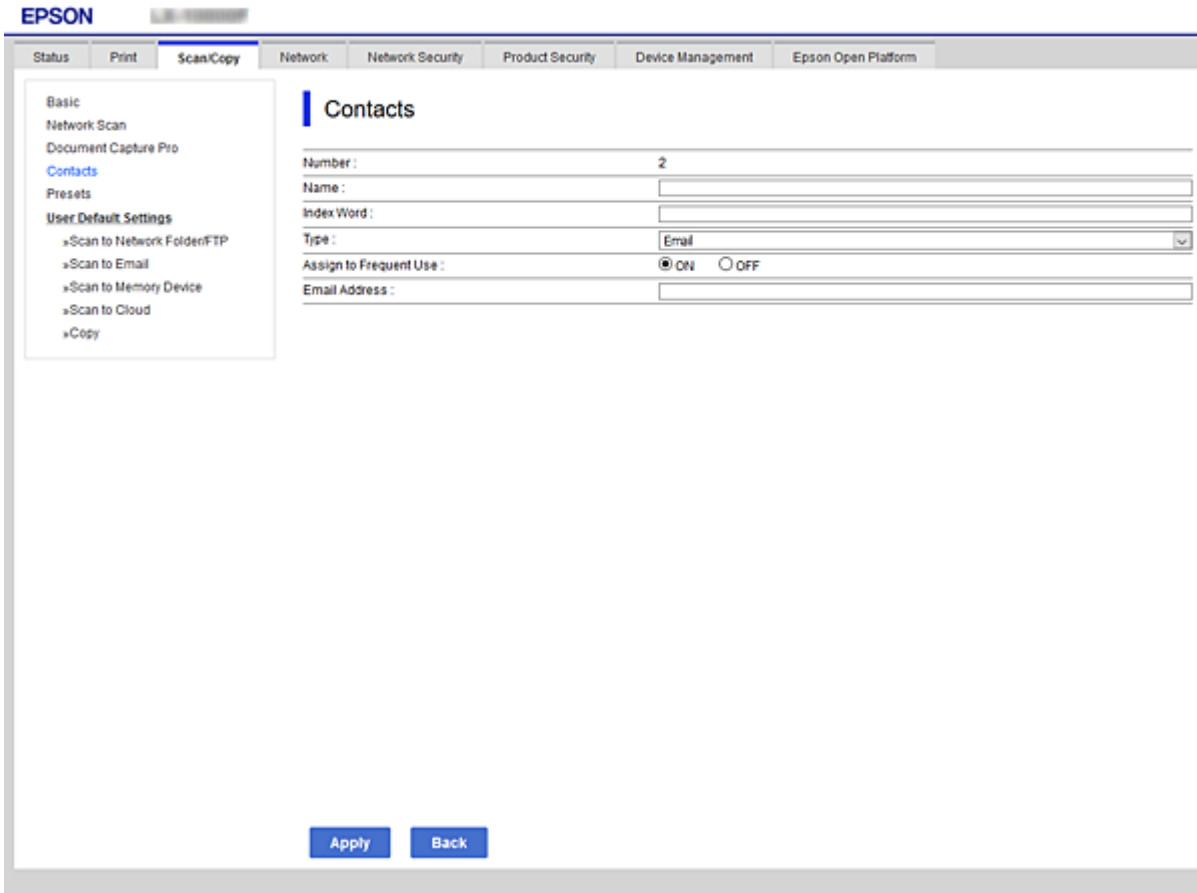 EPSON
Status Print Scan/Copy Network Network Security Product Security Device Management Epson Open Platform
Basic
Network Scan
Document Capture Pro
Contacts
Presets
User Default Settings
»Scan to Network Folder/FTP
»Scan to Email
»Scan to Memory Device
»Scan to Cloud
»Copy
Contacts
Number : 2
Name :
Index Word :
Type : Email
Assign to Frequent Use : ON OFF
Email Address :
Apply Back